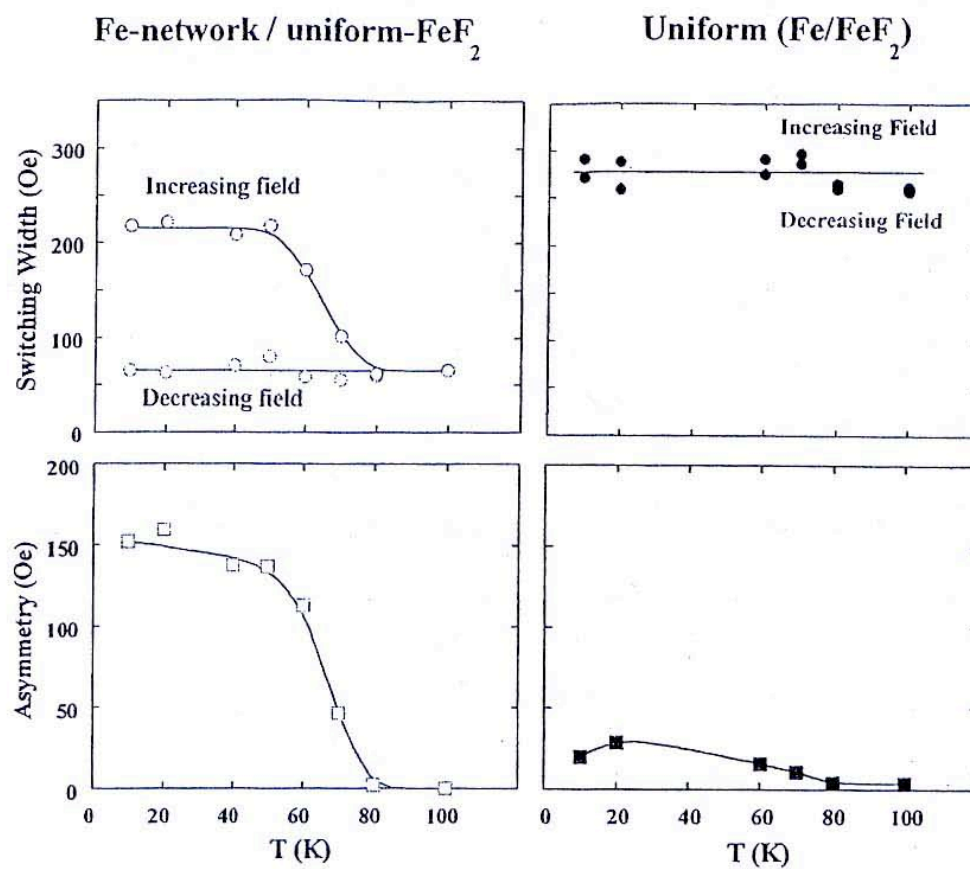 Fe-network / uniform-FeF2
Uniform (Fe/FeF2)
Switching Width (Oe)
300
200
100
0
Increasing field
Decreasing field
Increasing Field
Decreasing Field
Asymmetry (Oe)
200
150
100
50
0
0 20 40 60 80 100
T (K)
0 20 40 60 80 100
T (K)